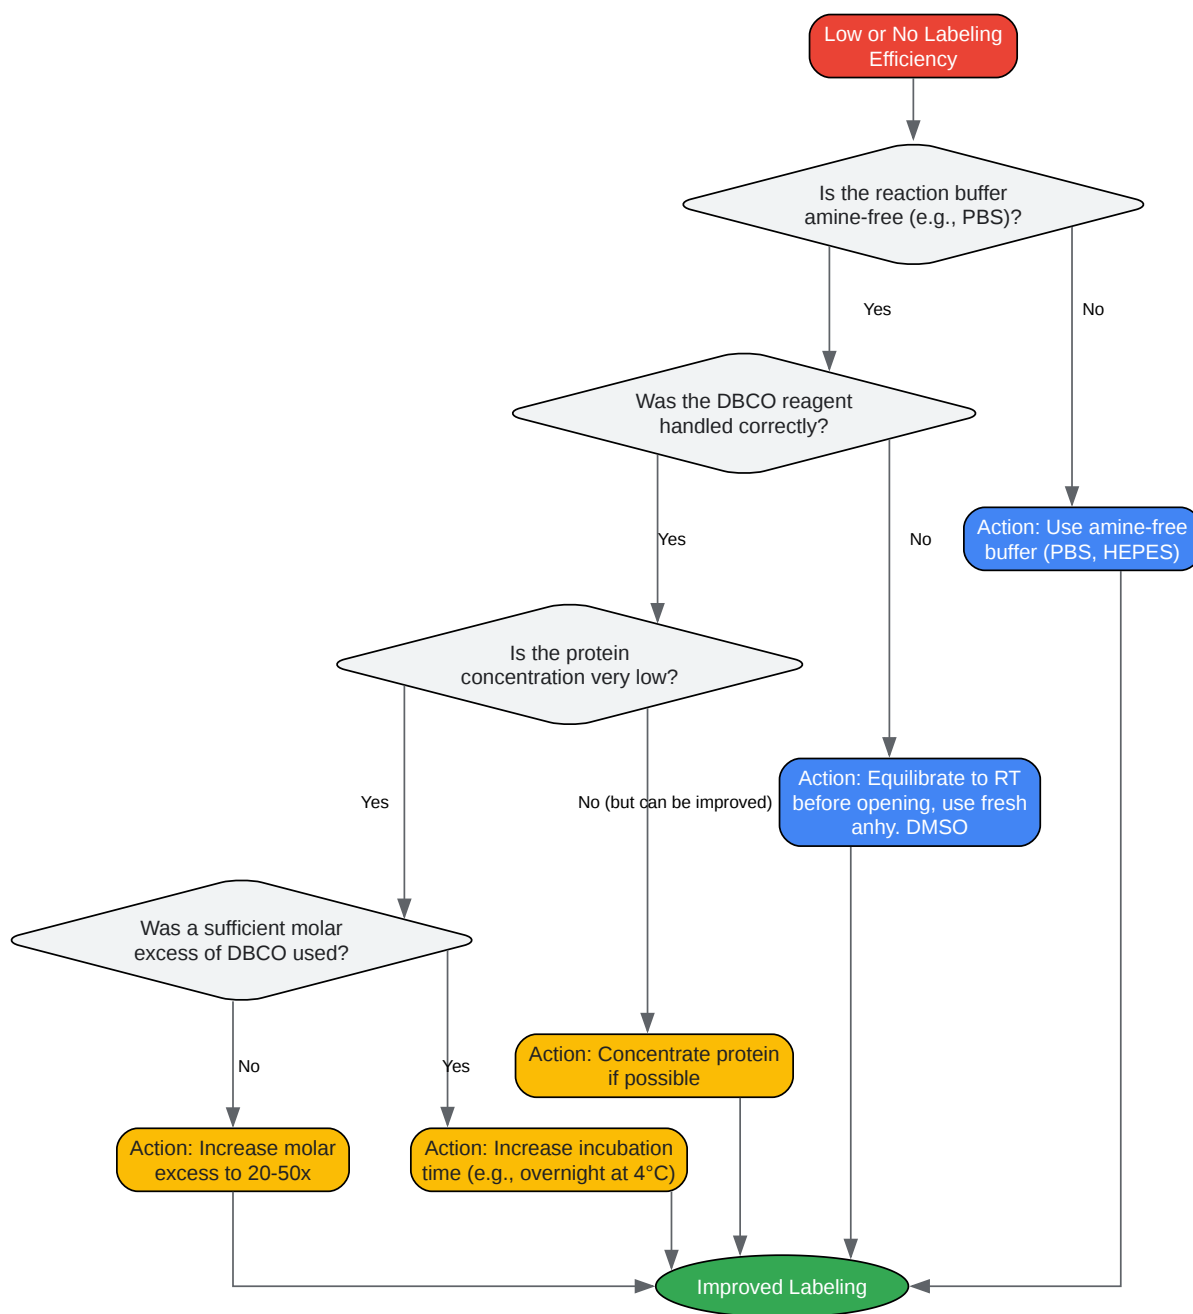 Low or No Labeling
Efficiency
Is the reaction buffer
amine-free (e.g., PBS)?
Yes
No
Was the DBCO reagent
handled correctly?
Yes
No
Action: Use amine-free
buffer (PBS, HEPES)
Is the protein
concentration very low?
Yes
No (but can be improved)
Action: Equilibrate to RT
before opening, use fresh
anhy. DMSO
Was a sufficient molar
excess of DBCO used?
No
Yes
Action: Concentrate protein
if possible
Action: Increase molar
excess to 20-50x
Action: Increase incubation
time (e.g., overnight at 4°C)
Improved Labeling